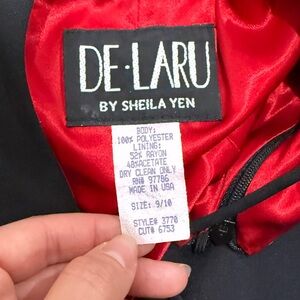 DE·LARU
BY SHEILA YEN
BODY:
100% POLYESTER
LINING:
52% RAYON
48%ACETATE
DRY CLEAN ONLY
RN# 97786
MADE IN USA
SIZE: 9/10
STYLE# 3770
CUT# 6753